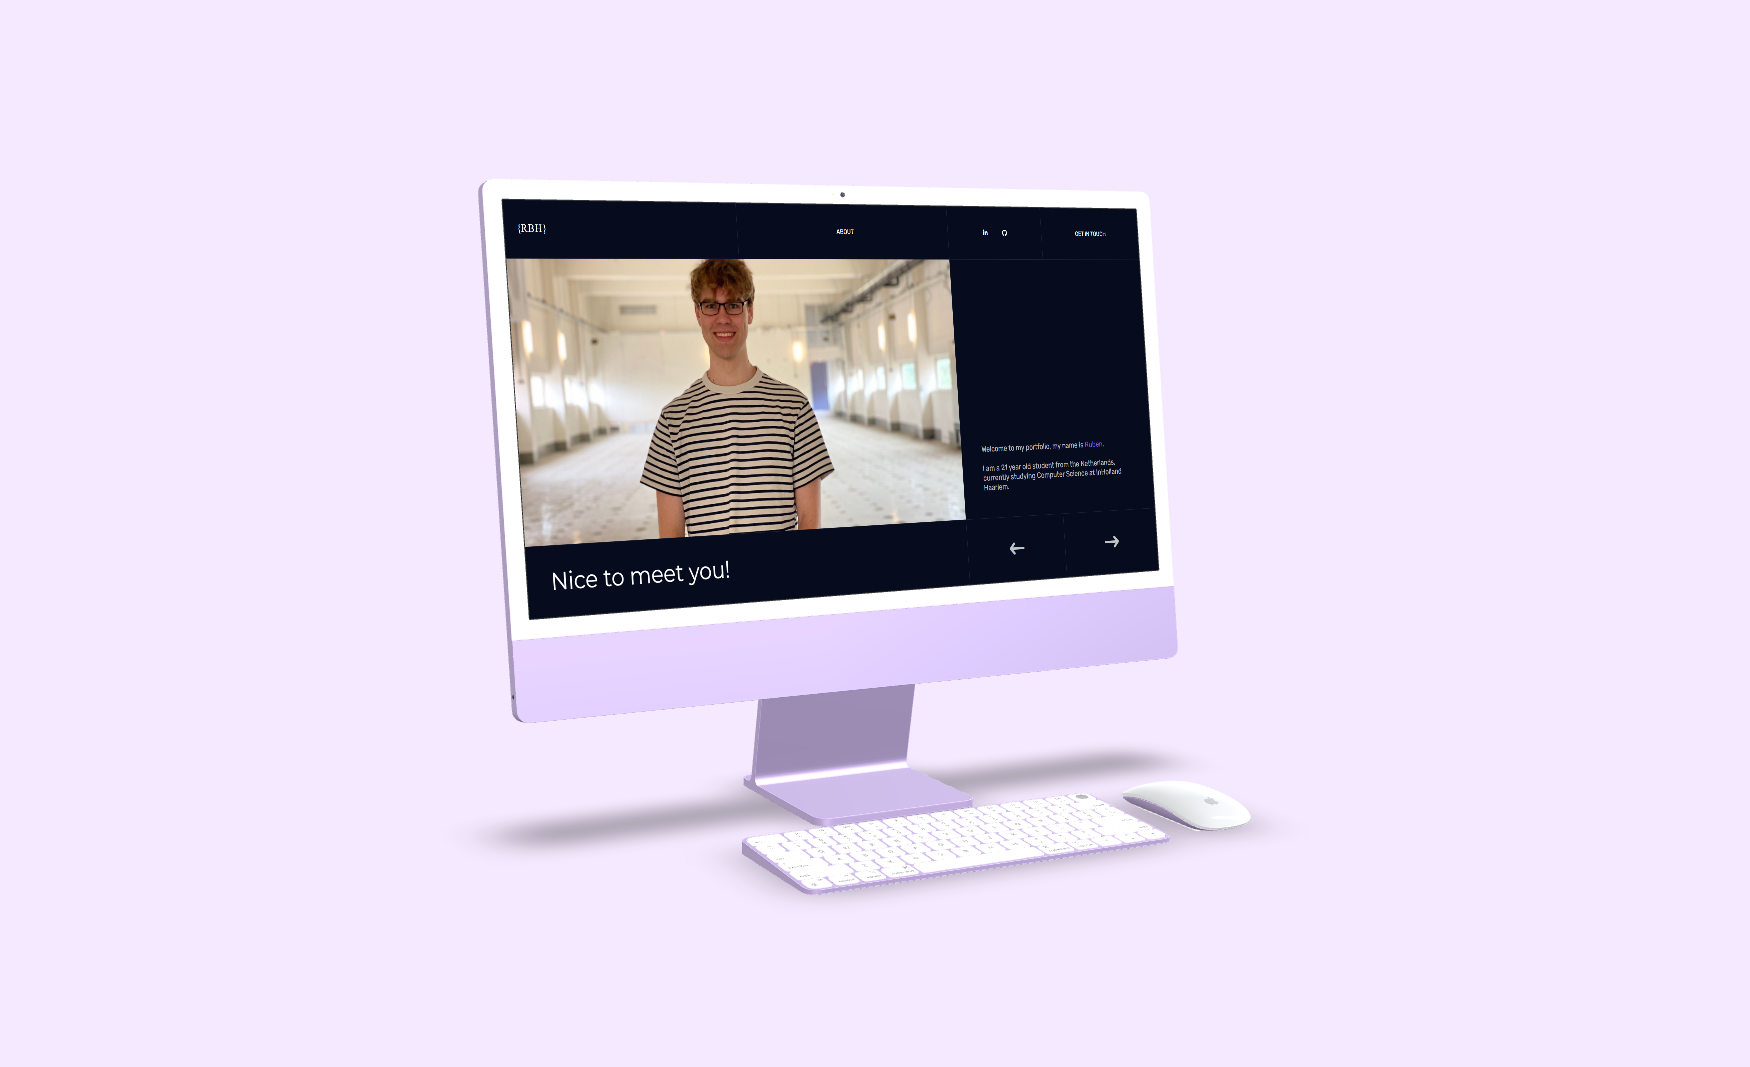 {RBH}
ABOUT
in
GET IN TOUCH
Welcome to my portfolio, my name is Ruben.
I am a 21 year old student from the Netherlands,
currently studying Computer Science at InHolland
Haarlem.
Nice to meet you!